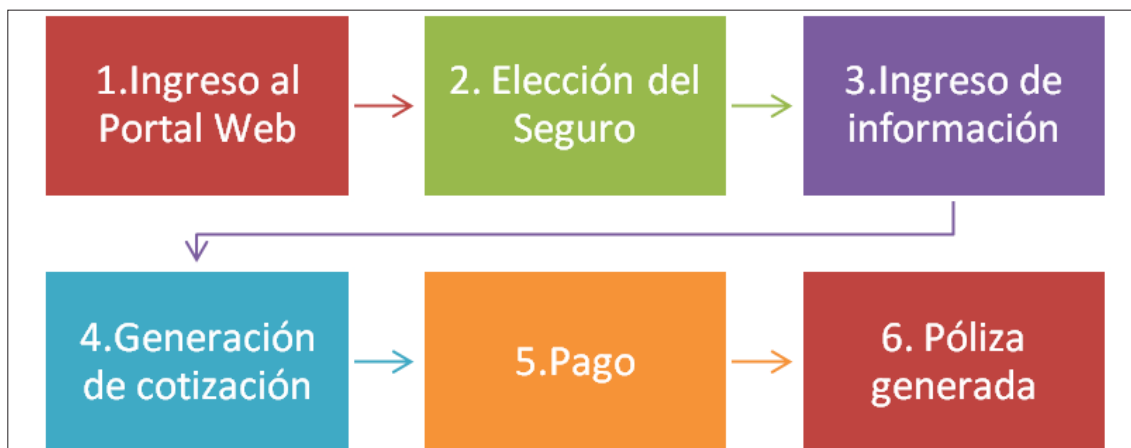 1.Ingreso al
Portal Web
2. Elección del
Seguro
3.Ingreso de
información
4.Generación
de cotización
5.Pago
6. Póliza
generada